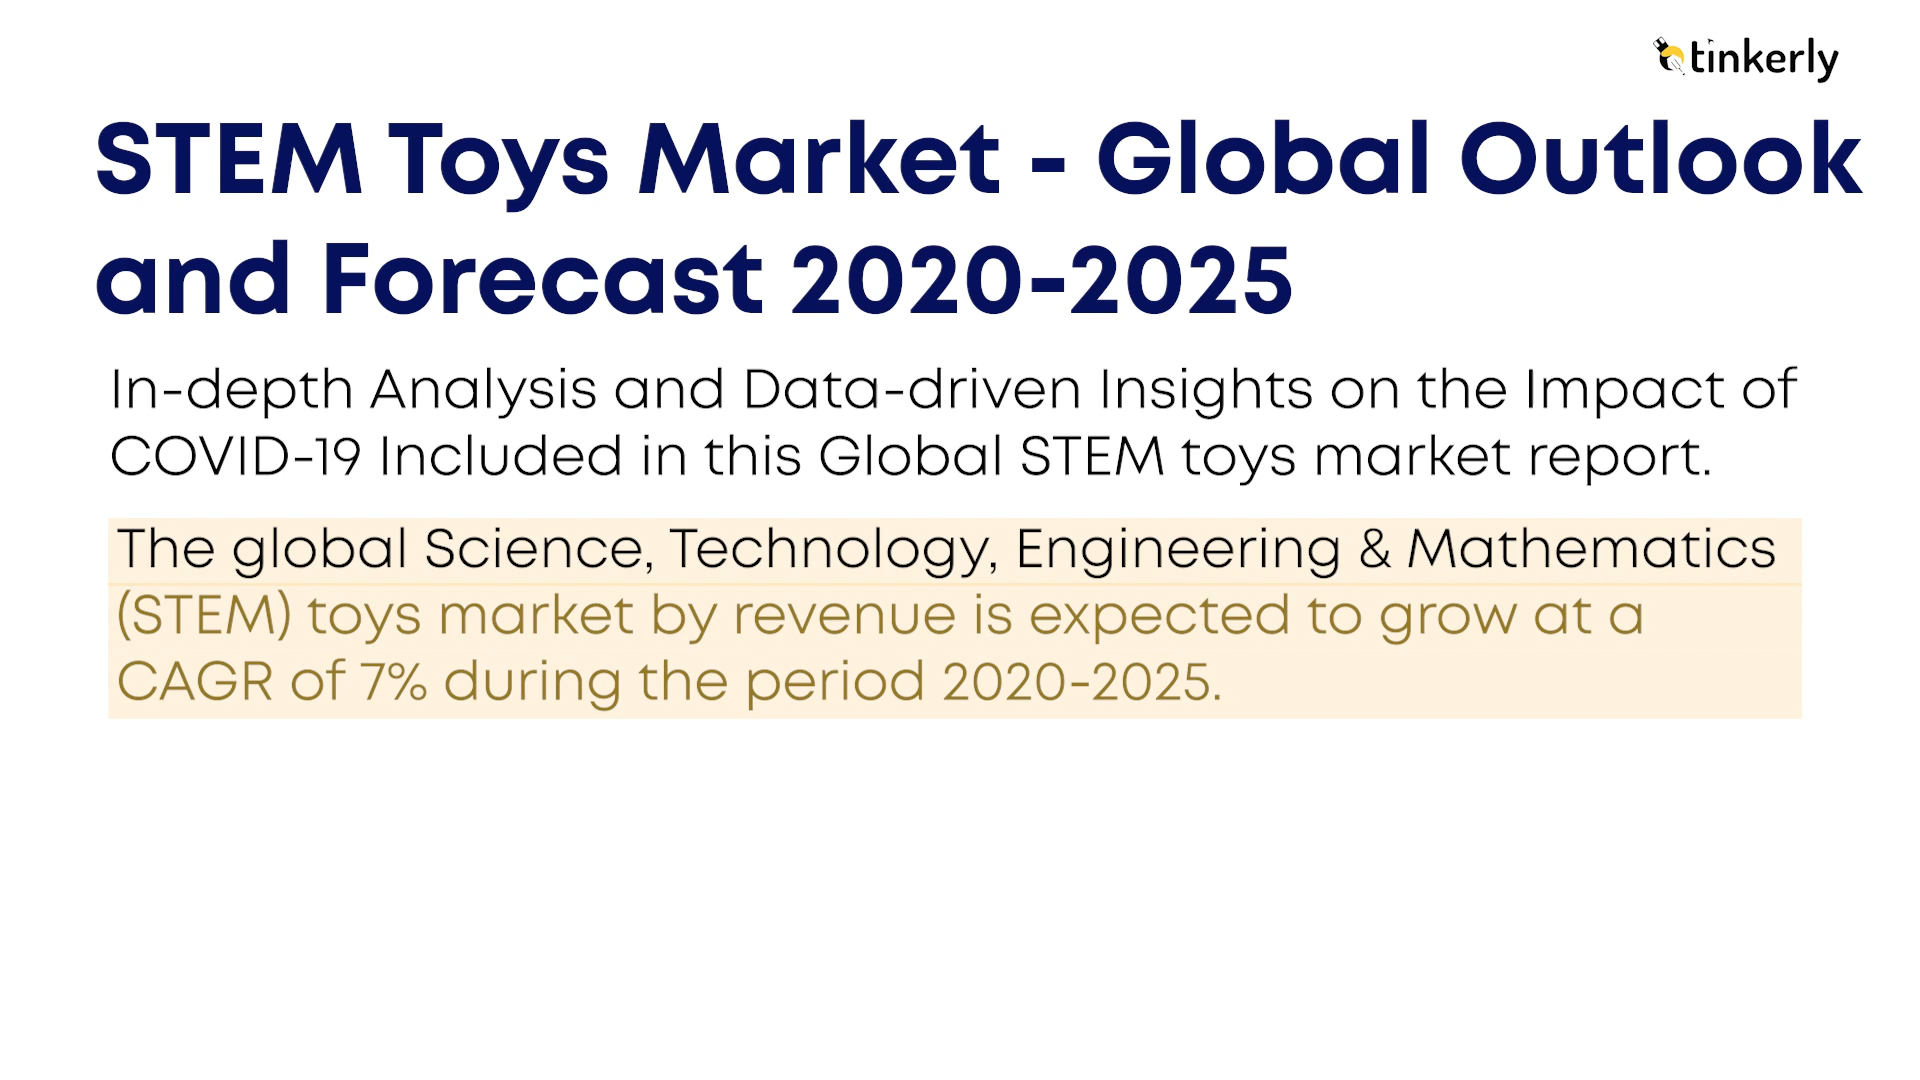 tinkerly
STEM Toys Market - Global Outlook
and Forecast 2020-2025
In-depth Analysis and Data-driven Insights on the Impact of
COVID-19 Included in this Global STEM toys market report.
The global Science, Technology, Engineering & Mathematics
(STEM) toys market by revenue is expected to grow at a
CAGR of 7% during the period 2020-2025.